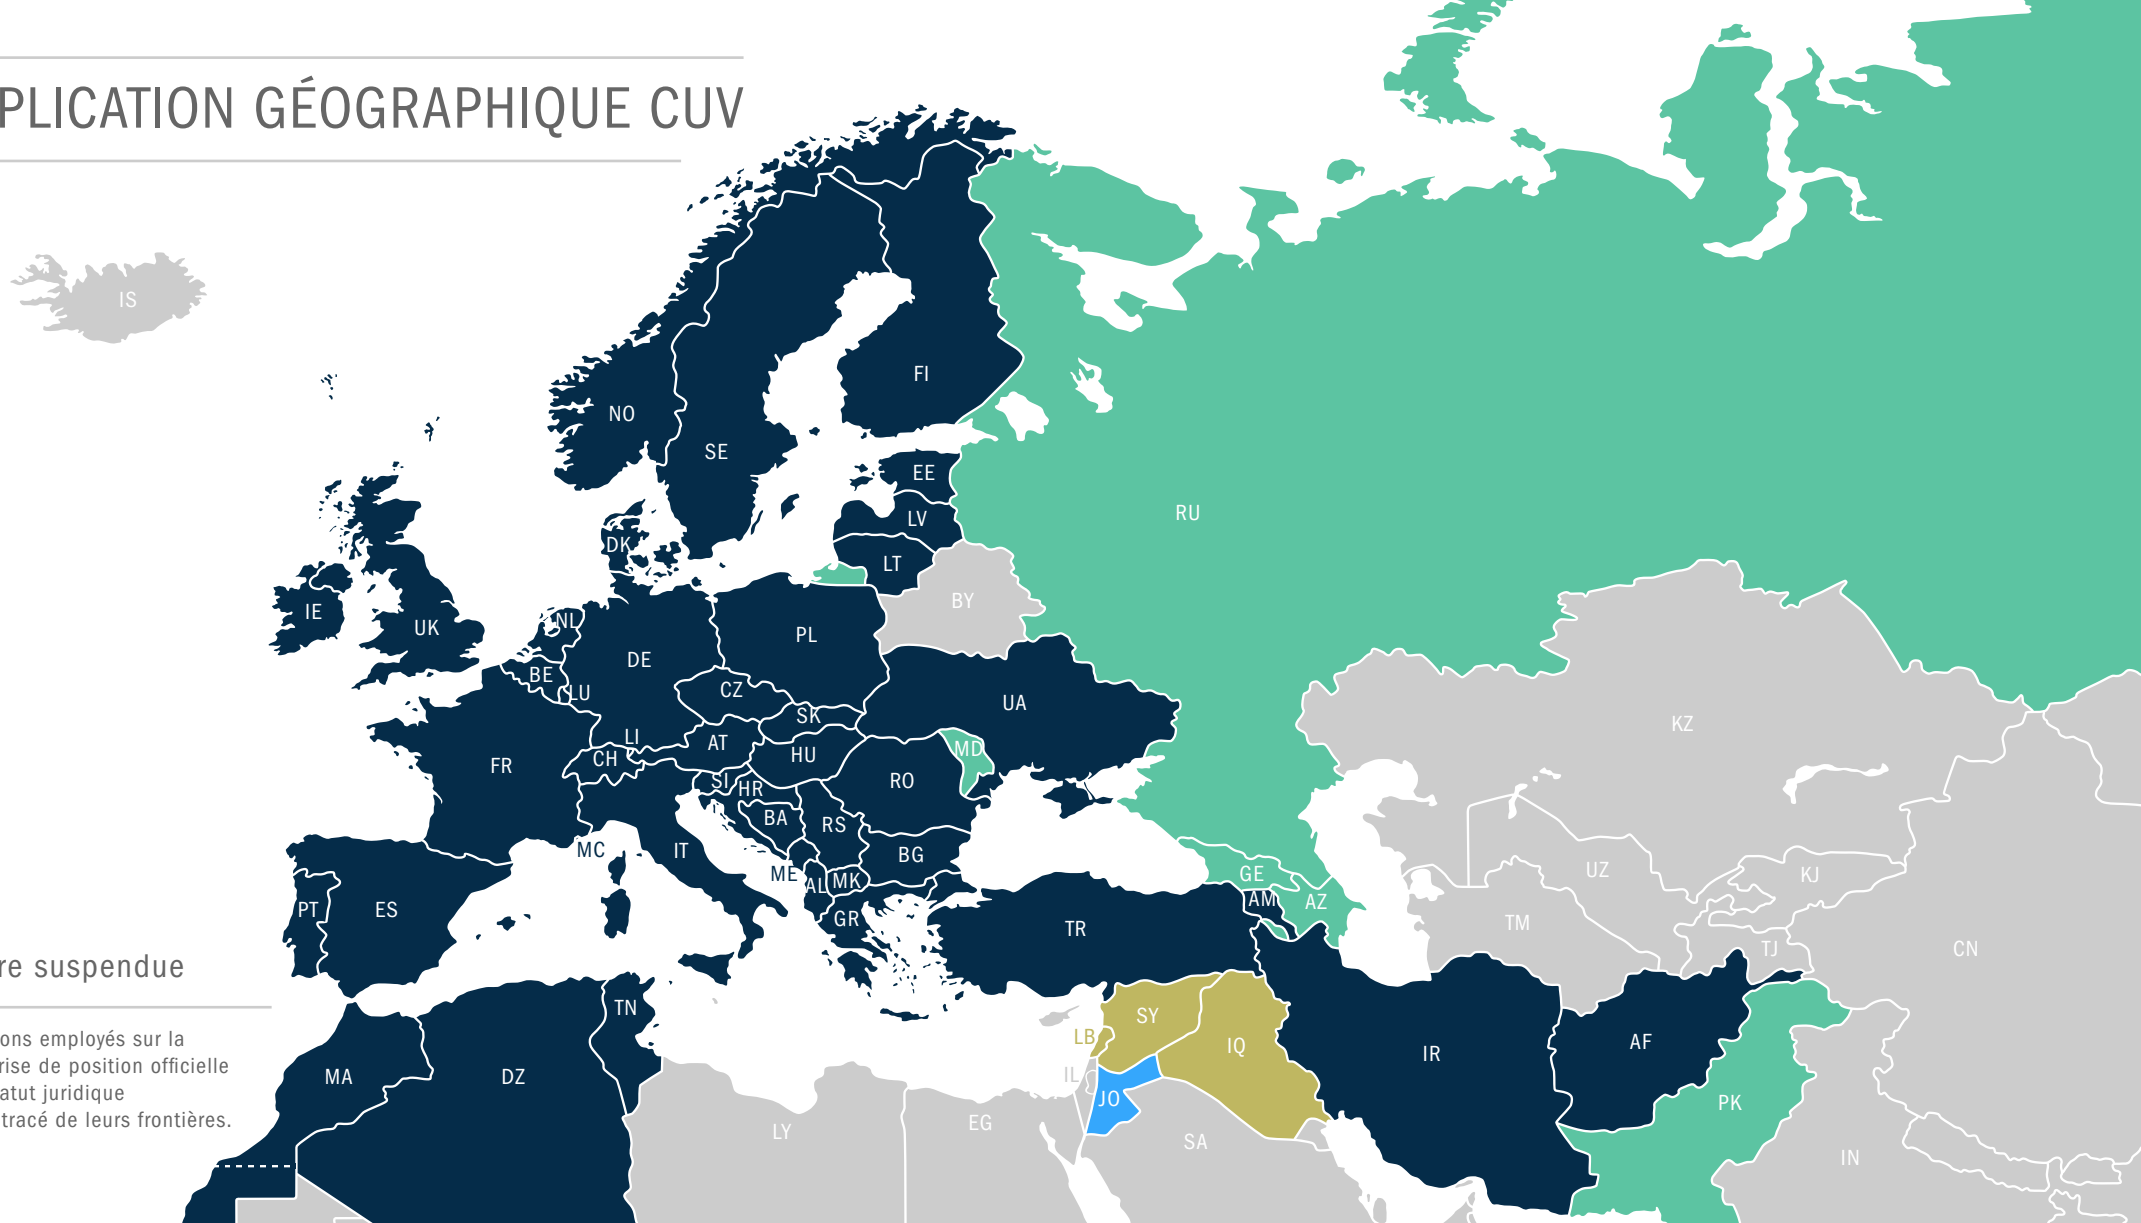 PLICATION GÉOGRAPHIQUE CUV
IS
FI
NO
SE
EE
RU
LV
DK
LT
BY
IE
NL
UK
PL
DE
BE
CZ
LU
UA
SK
KZ
LI
AT
MD
HU
CH
FR
RO
SI
HR
BA
RS
MC
IT
BG
UZ
ME
GE
KJ
AL
MK
AM
AZ
PT
ES
GR
TM
TR
TJ
CN
re suspendue
TN
SY
LB
IQ
AF
IR
ons employés sur la
rise de position officielle
atut juridique
tracé de leurs frontières.
MA
DZ
IL
JO
PK
EG
LY
SA
IN